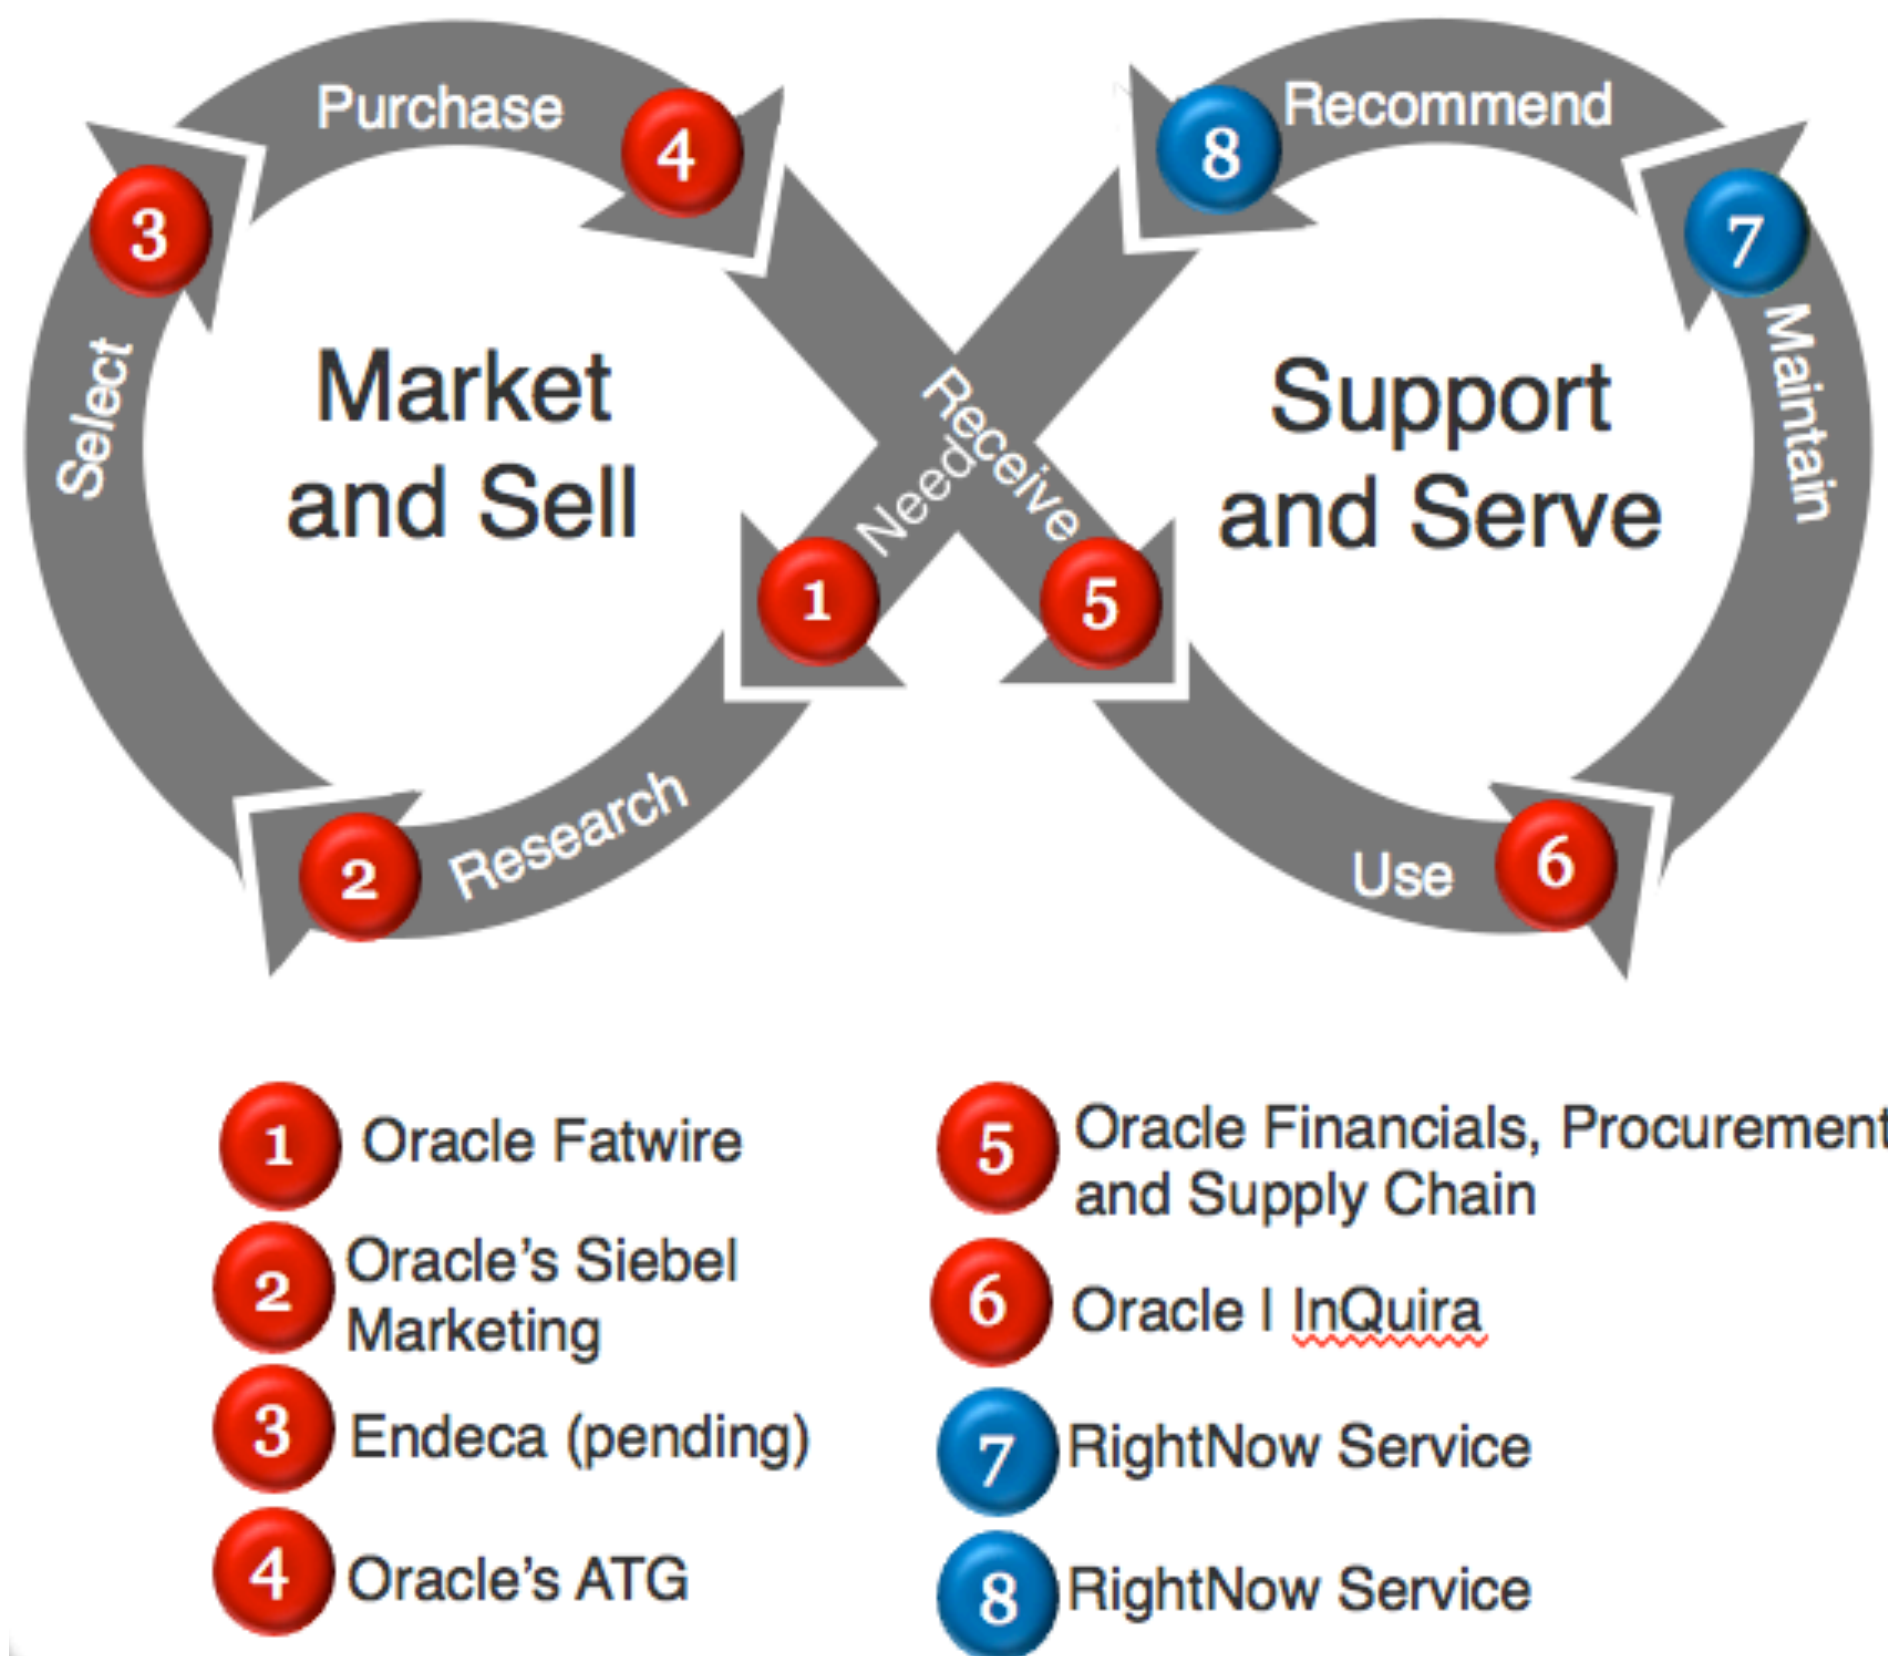 Purchase
4
8
Recommend
3
7
Select
Market
and Sell
Receive
Need
Support
and Serve
Maintain
1
5
Research
2
Use
6
1 Oracle Fatwire
2 Oracle's Siebel
Marketing
3 Endeca (pending)
4 Oracle's ATG
5 Oracle Financials, Procurement
and Supply Chain
6 Oracle | InQuira
7 RightNow Service
8 RightNow Service